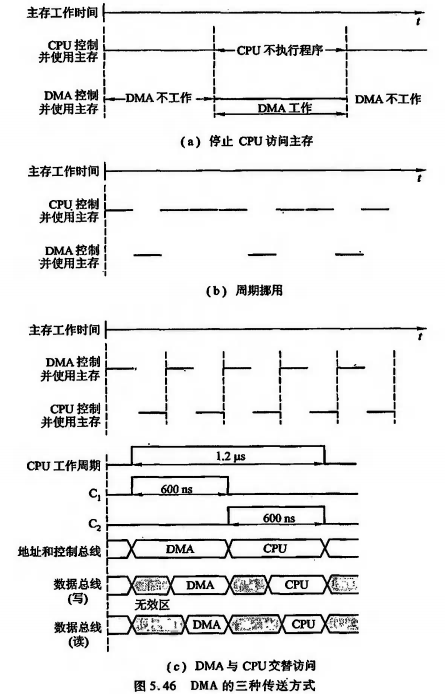 主存工作时间
t
CPU 控制
并使用主存
CPU 不执行程序
DMA 控制
并使用主存
DMA 不工作
DMA 工作
DMA 不工作
(a) 停止 CPU 访问主存
主存工作时间
t
CPU 控制
并使用主存
DMA 控制
并使用主存
(b) 周期挪用
主存工作时间
t
DMA 控制
并使用主存
CPU 控制
并使用主存
CPU 工作周期
1.2 μs
C₁
600 ns
C₂
600 ns
地址和控制总线
DMA
CPU
数据总线
(写)
DMA
CPU
无效区
数据总线
(读)
DMA
CPU
(c) DMA 与 CPU 交替访问
图 5.46 DMA 的三种传送方式